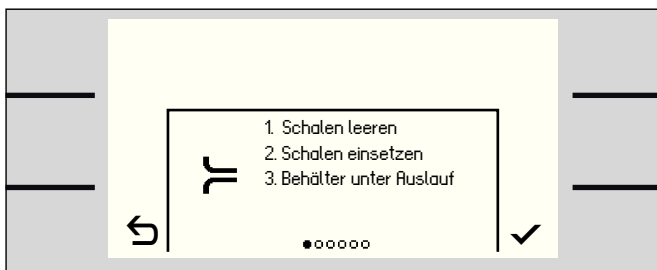 1. Schalen leeren
2. Schalen einsetzen
3. Behälter unter Auslauf